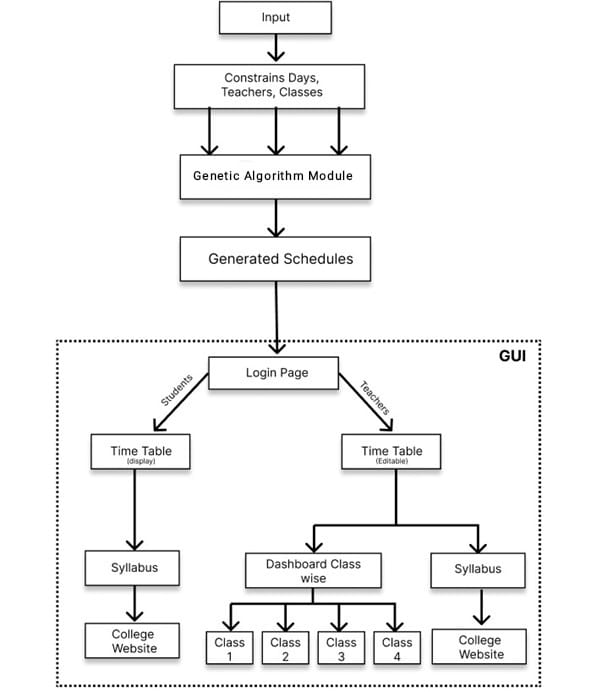 Input
Constrains Days,
Teachers, Classes
Genetic Algorithm Module
Generated Schedules
GUI
Login Page
Students
Teachers
Time Table
(display)
Time Table
(Editable)
Syllabus
Dashboard Class
wise
Syllabus
College
Website
Class
1
Class
2
Class
3
Class
4
College
Website